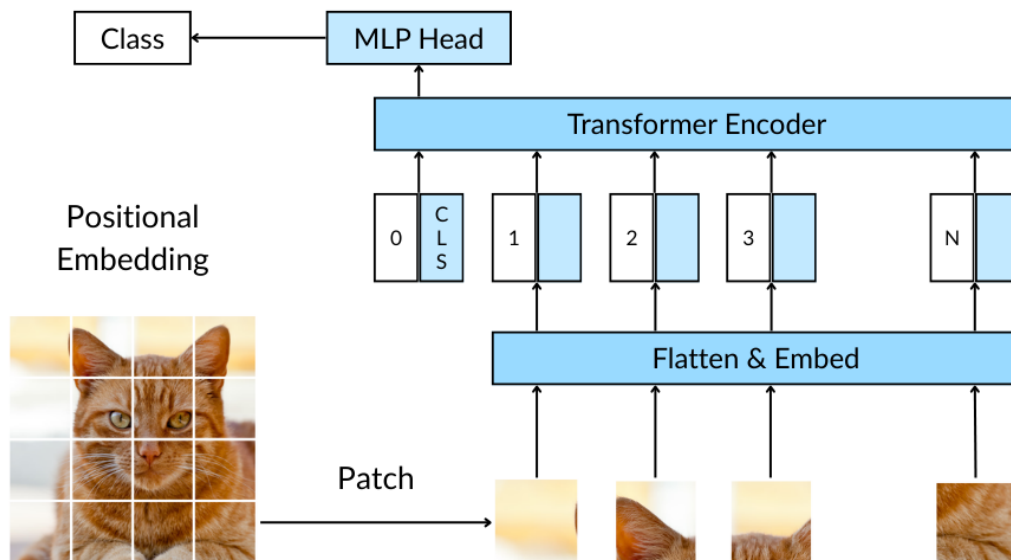 Class
MLP Head
Transformer Encoder
Positional
Embedding
0
C
L
S
1
2
3
N
Flatten & Embed
Patch